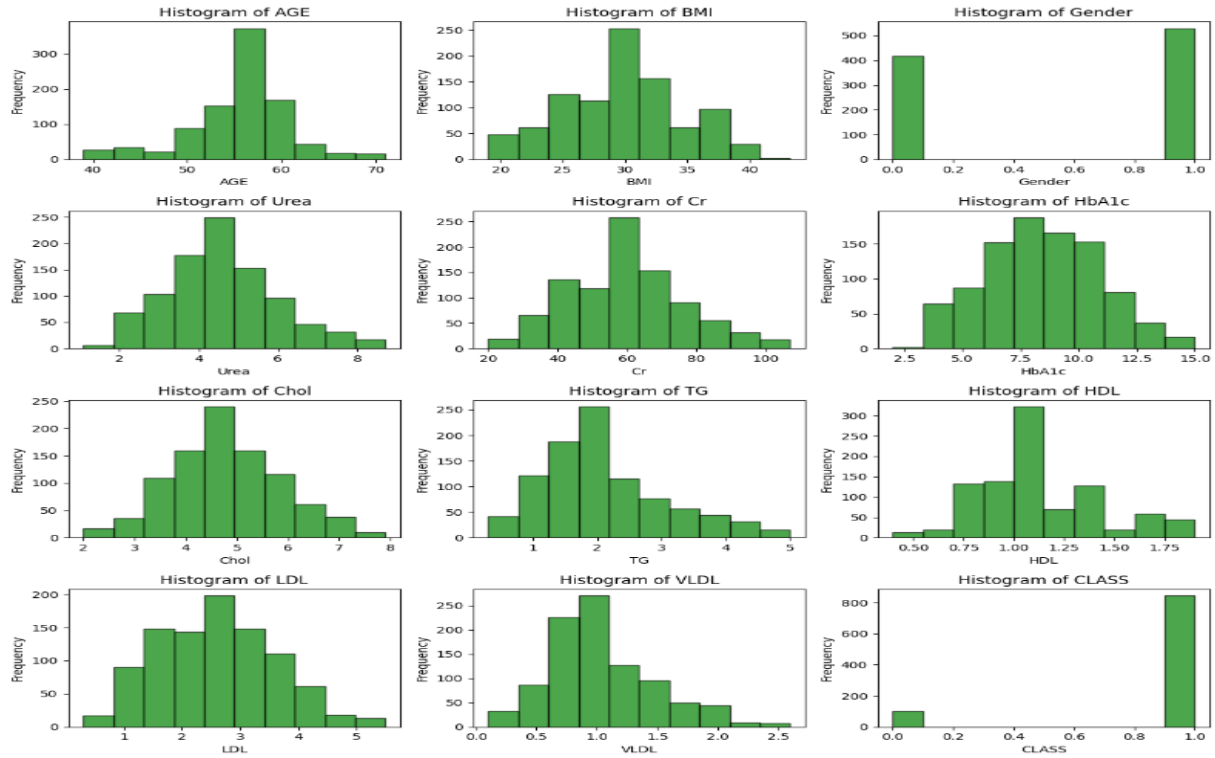 Histogram of AGE
Frequency
300
200
100
0
40 50 60 70
AGE
Histogram of BMI
Frequency
250
200
150
100
50
0
20 25 30 35 40
BMI
Histogram of Gender
Frequency
500
400
300
200
100
0
0.0 0.2 0.4 0.6 0.8 1.0
Gender
Histogram of Urea
Frequency
250
200
150
100
50
0
2 4 6 8
Urea
Histogram of Cr
Frequency
250
200
150
100
50
0
20 40 60 80 100
Cr
Histogram of HbA1c
Frequency
150
100
50
0
2.5 5.0 7.5 10.0 12.5 15.0
HbA1c
Histogram of Chol
Frequency
250
200
150
100
50
0
2 3 4 5 6 7 8
Chol
Histogram of TG
Frequency
250
200
150
100
50
0
1 2 3 4 5
TG
Histogram of HDL
Frequency
300
250
200
150
100
50
0
0.50 0.75 1.00 1.25 1.50 1.75
HDL
Histogram of LDL
Frequency
200
150
100
50
0
1 2 3 4 5
LDL
Histogram of VLDL
Frequency
250
200
150
100
50
0
0.0 0.5 1.0 1.5 2.0 2.5
VLDL
Histogram of CLASS
Frequency
800
600
400
200
0
0.0 0.2 0.4 0.6 0.8 1.0
CLASS